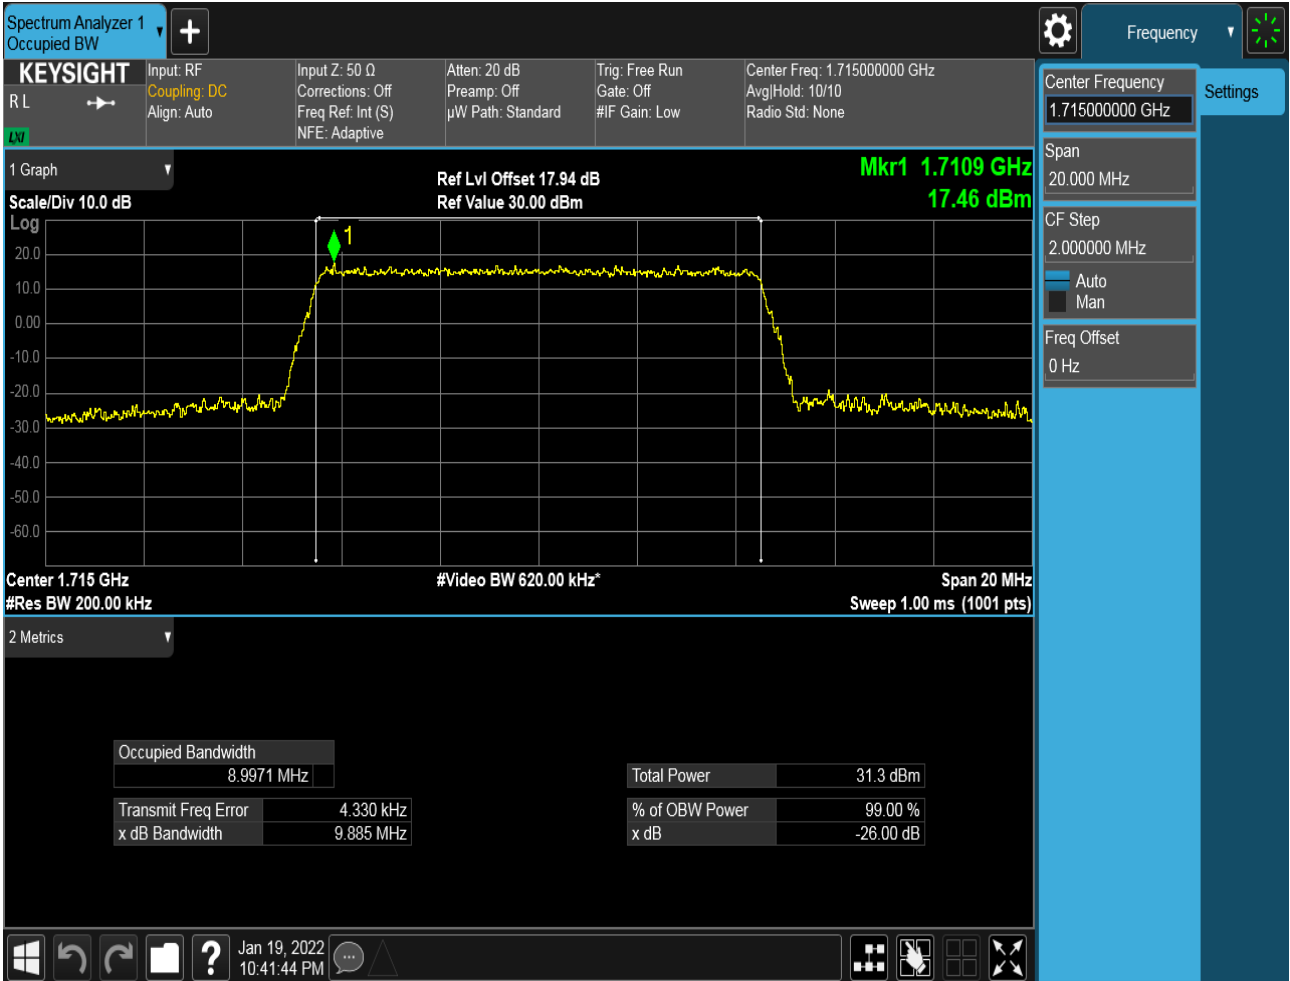 Spectrum Analyzer 1
Occupied BW
Frequency
KEYSIGHT
R L
LXI
Input: RF
Coupling: DC
Align: Auto
Input Z: 50 Ω
Corrections: Off
Freq Ref: Int (S)
NFE: Adaptive
Atten: 20 dB
Preamp: Off
µW Path: Standard
Trig: Free Run
Gate: Off
#IF Gain: Low
Center Freq: 1.715000000 GHz
Avg|Hold: 10/10
Radio Std: None
Center Frequency
1.715000000 GHz
Settings
Span
20.000 MHz
CF Step
2.000000 MHz
Auto
Man
Freq Offset
0 Hz
1 Graph
Scale/Div 10.0 dB
Ref Lvl Offset 17.94 dB
Ref Value 30.00 dBm
Mkr1 1.7109 GHz
17.46 dBm
Log
1
20.0
10.0
0.00
-10.0
-20.0
-30.0
-40.0
-50.0
-60.0
Center 1.715 GHz
#Video BW 620.00 kHz*
Span 20 MHz
#Res BW 200.00 kHz
Sweep 1.00 ms (1001 pts)
2 Metrics
Occupied Bandwidth
8.9971 MHz
Total Power 31.3 dBm
Transmit Freq Error 4.330 kHz
% of OBW Power 99.00 %
x dB Bandwidth 9.885 MHz
x dB -26.00 dB
?
Jan 19, 2022
10:41:44 PM